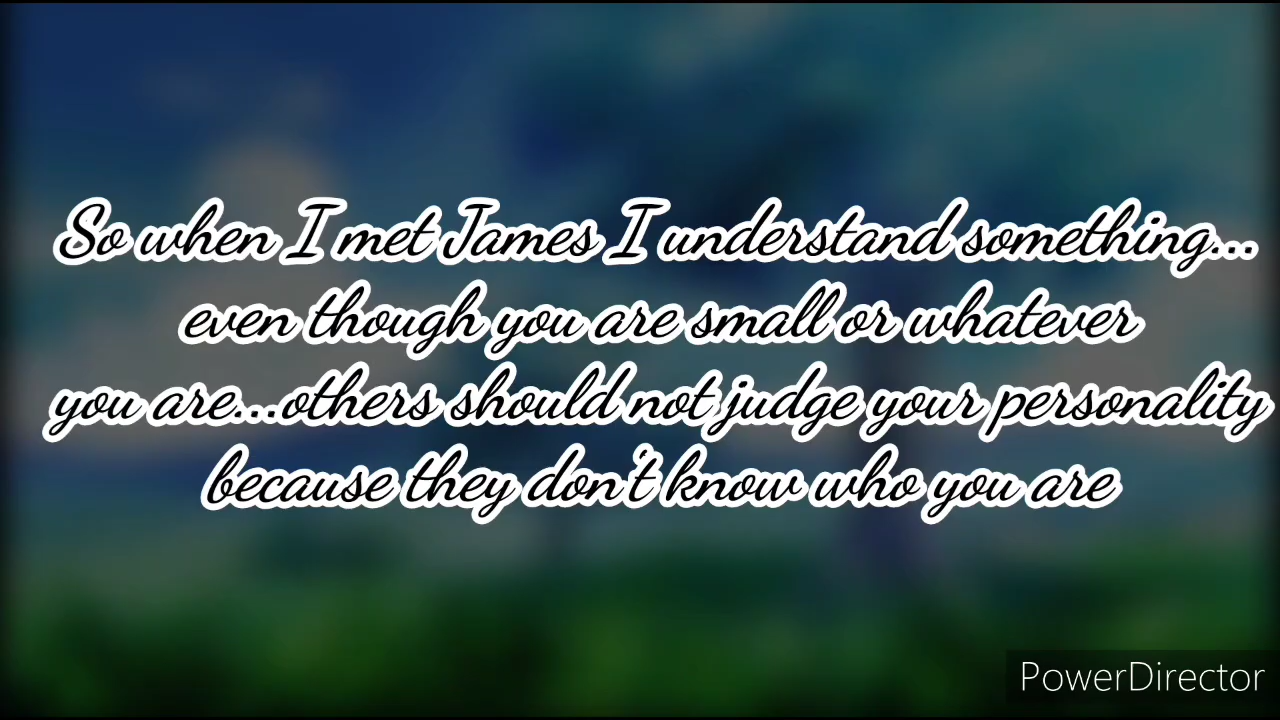 So when I met James I understand something...
even though you are small or whatever
you are...others should not judge your personality
because they don't know who you are
PowerDirector